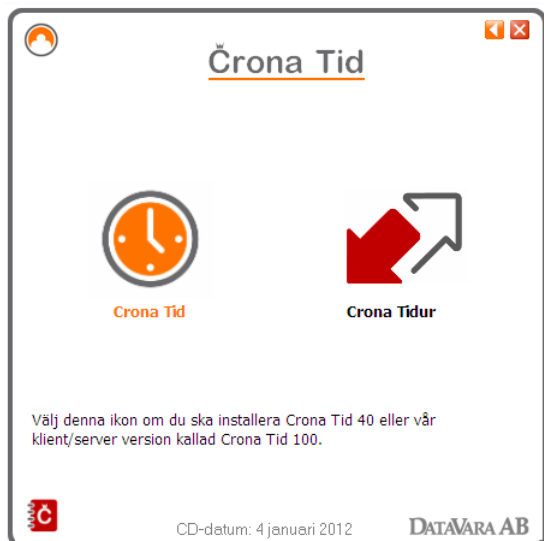 Crona Tid
Crona Tid
Crona Tidur
Välj denna ikon om du ska installera Crona Tid 40 eller vår
klient/server version kallad Crona Tid 100.
Č
CD-datum: 4 januari 2012
DATAVARA AB